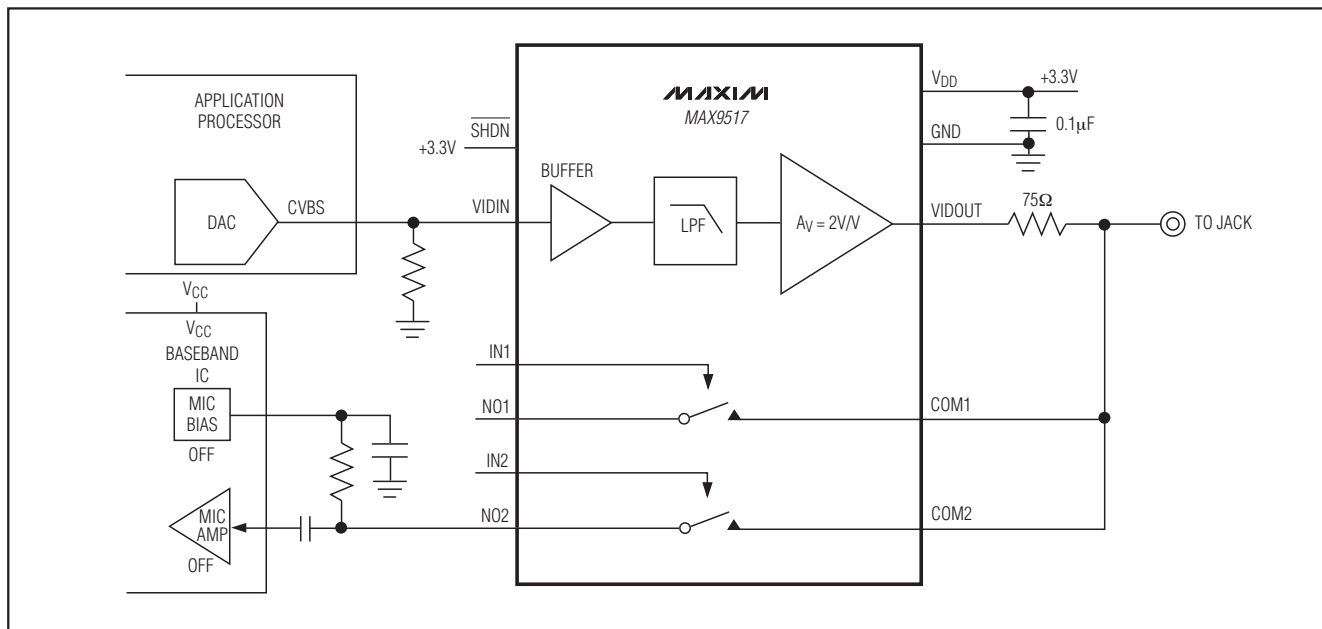 APPLICATION
PROCESSOR
DAC
CVBS
VCC
VCC
BASEBAND
IC
MIC
BIAS
OFF
MIC
AMP
OFF
MAXIM
MAX9517
SHDN
+3.3V
BUFFER
VIDIN
LPF
AV = 2V/V
IN1
NO1
IN2
NO2
VDD
+3.3V
0.1μF
GND
75Ω
VIDOUT
TO JACK
COM1
COM2